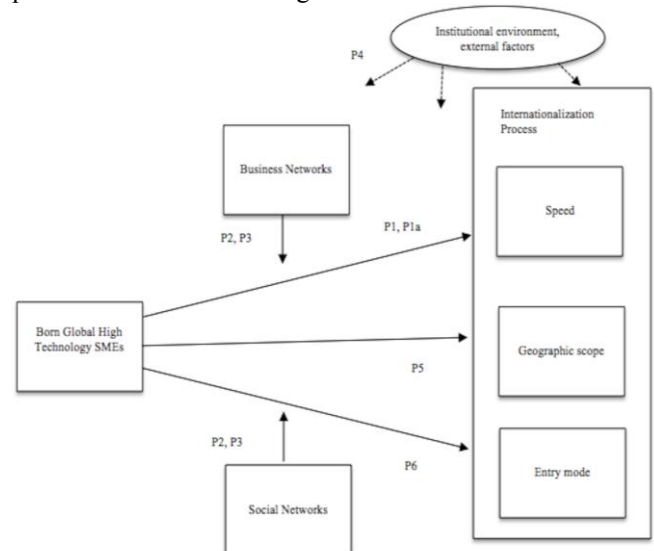 Institutional environment,
external factors
P4
Internationalization
Process
Business Networks
Speed
P2, P3
P1, P1a
Born Global High
Technology SMEs
Geographic scope
P5
P2, P3
P6
Entry mode
Social Networks